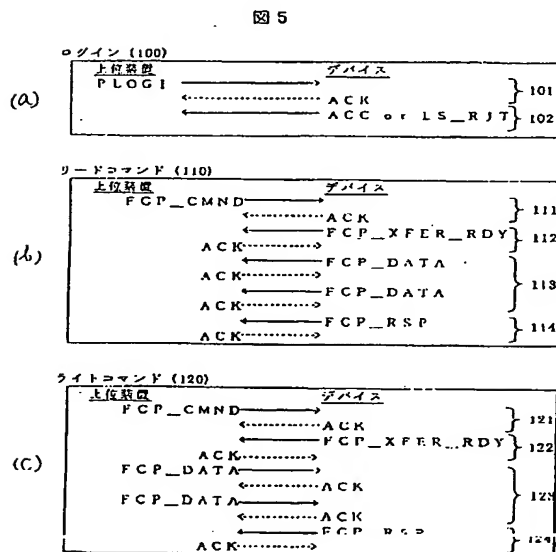 図5
ログイン (100)
上位装置 デバイス
PLOGI
ACK
101
ACC or LS_RJT
102
(a)
リードコマンド (110)
上位装置 デバイス
FCP_CMND
ACK
111
FCP_XFER_RDY
112
ACK
FCP_DATA
ACK
113
FCP_DATA
ACK
FCP_RSP
114
ACK
(b)
ライトコマンド (120)
上位装置 デバイス
FCP_CMND
ACK
121
FCP_XFER_RDY
122
ACK
FCP_DATA
ACK
123
FCP_DATA
ACK
FCP_RSP
124
ACK
(c)